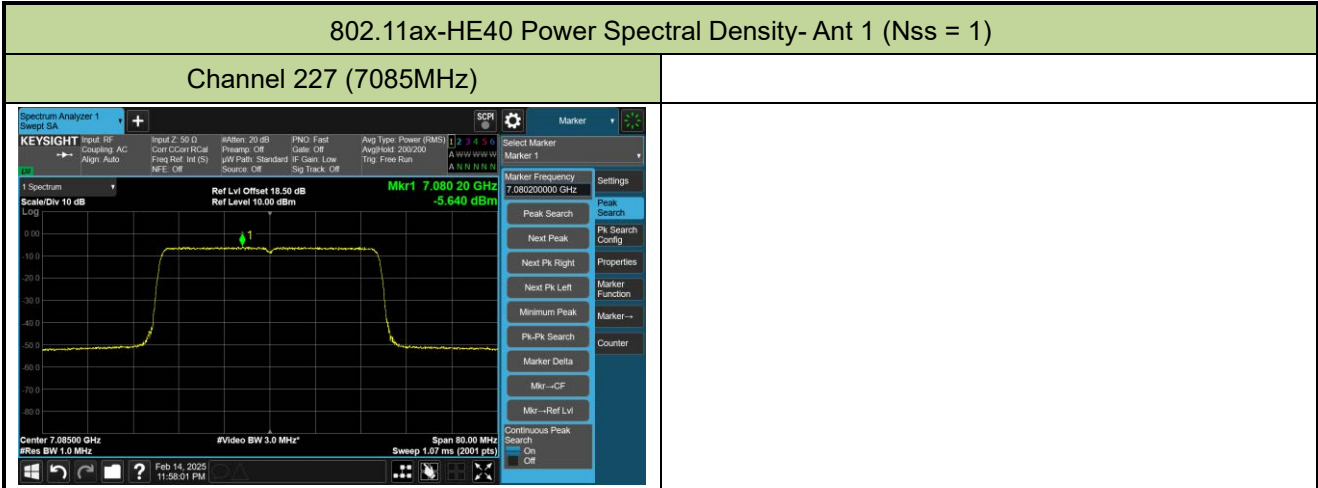 802.11ax-HE40 Power Spectral Density- Ant 1 (Nss = 1)
Channel 227 (7085MHz)
Spectrum Analyzer 1
Swept SA
SCPI
Marker
KEYSIGHT
Input: RF
Coupling: AC
Align: Auto
Input Z: 50 Ω
Corr CCorr RCal
Freq Ref: Int (S)
NFE: Off
#Atten: 20 dB
Preamp: Off
µW Path: Standard
Source: Off
PNO: Fast
Gate: Off
IF Gain: Low
Sig Track: Off
Avg Type: Power (RMS)
Avg|Hold: 200/200
Trig: Free Run
1 2 3 4 5 6
A W W W W W
A N N N N N
Select Marker
Marker 1
1 Spectrum
Scale/Div 10 dB
Ref Lvl Offset 18.50 dB
Ref Level 10.00 dBm
Mkr1 7.080 20 GHz
-5.640 dBm
Log
0.00
-10.0
-20.0
-30.0
-40.0
-50.0
-60.0
-70.0
-80.0
1
Center 7.08500 GHz
#Res BW 1.0 MHz
#Video BW 3.0 MHz*
Span 80.00 MHz
Sweep 1.07 ms (2001 pts)
Marker Frequency
7.080200000 GHz
Peak Search
Next Peak
Next Pk Right
Next Pk Left
Minimum Peak
Pk-Pk Search
Marker Delta
Mkr→CF
Mkr→Ref Lvl
Continuous Peak
Search
On
Off
Settings
Peak
Search
Pk Search
Config
Properties
Marker
Function
Marker→
Counter
?
Feb 14, 2025
11:58:01 PM